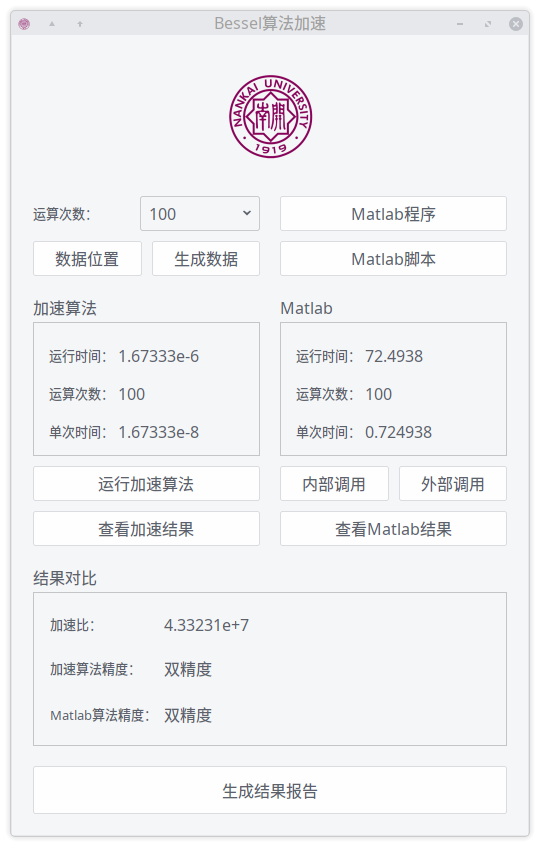 Bessel算法加速
NANKAI UNIVERSITY
南開
1919
运算次数： 100 Matlab程序
数据位置 生成数据 Matlab脚本
加速算法 Matlab
运行时间： 1.67333e-6 运行时间： 72.4938
运算次数： 100 运算次数： 100
单次时间： 1.67333e-8 单次时间： 0.724938
运行加速算法 内部调用 外部调用
查看加速结果 查看Matlab结果
结果对比
加速比： 4.33231e+7
加速算法精度： 双精度
Matlab算法精度： 双精度
生成结果报告